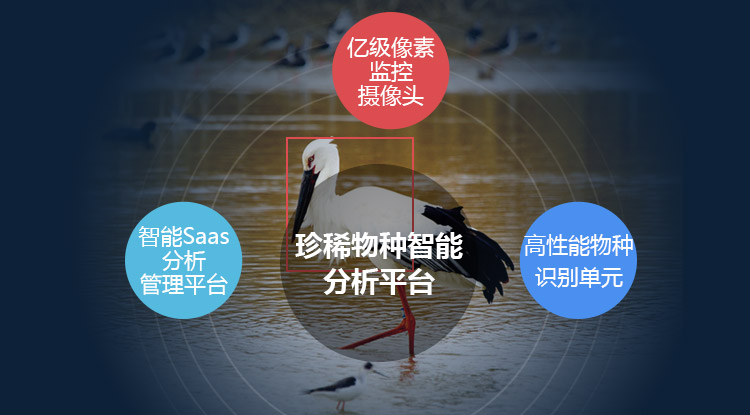 亿级像素
监控
摄像头
智能Saas
分析
管理平台
珍稀物种智能
分析平台
高性能物种
识别单元